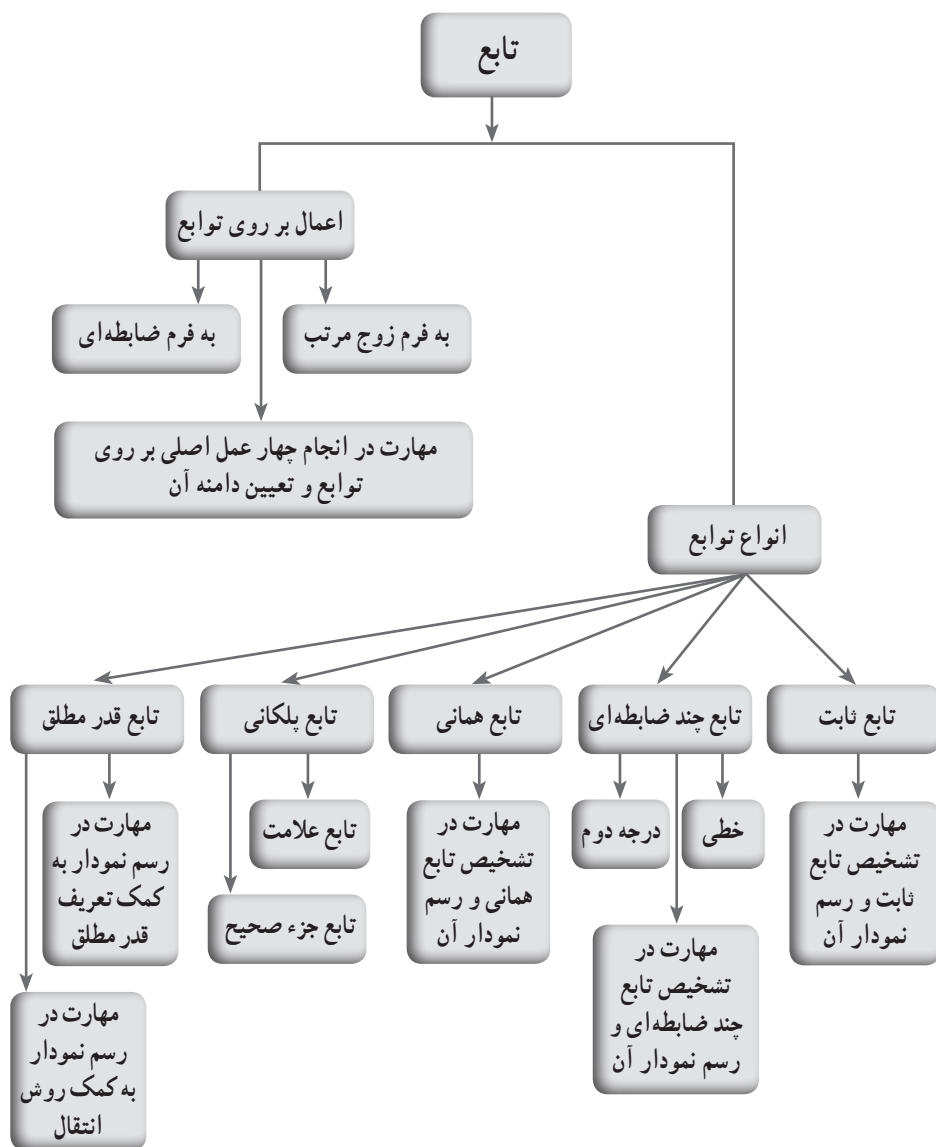 تابع
اعمال بر روی توابع
به فرم زوج مرتب
به فرم ضابطه‌ای
مهارت در انجام چهار عمل اصلی بر روی
توابع و تعیین دامنه آن
انواع توابع
تابع ثابت
تابع چند ضابطه‌ای
تابع همانی
تابع پلکانی
تابع قدر مطلق
مهارت در
تشخیص تابع
ثابت و رسم
نمودار آن
خطی
درجه دوم
مهارت در
تشخیص تابع
چند ضابطه‌ای و
رسم نمودار آن
مهارت در
تشخیص تابع
همانی و رسم
نمودار آن
تابع علامت
تابع جزء صحیح
مهارت در
رسم نمودار به
کمک تعریف
قدر مطلق
مهارت در
رسم نمودار
به کمک روش
انتقال